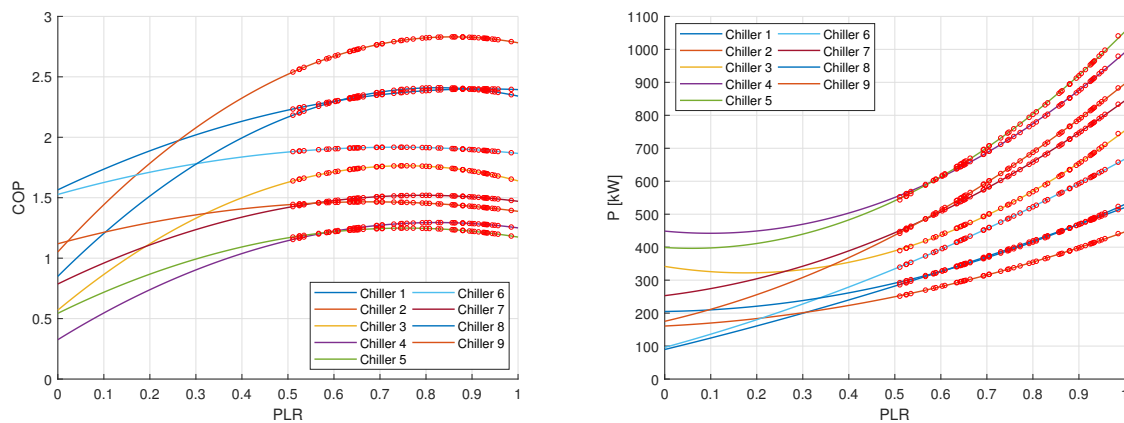 3
2.5
2
1.5
1
0.5
0
COP
0
0.1
0.2
0.3
0.4
0.5
0.6
0.7
0.8
0.9
1
PLR
Chiller 1
Chiller 2
Chiller 3
Chiller 4
Chiller 5
Chiller 6
Chiller 7
Chiller 8
Chiller 9
1100
1000
900
800
700
600
500
400
300
200
100
0
P [kW]
Chiller 1
Chiller 2
Chiller 3
Chiller 4
Chiller 5
Chiller 6
Chiller 7
Chiller 8
Chiller 9
0
0.1
0.2
0.3
0.4
0.5
0.6
0.7
0.8
0.9
1
PLR